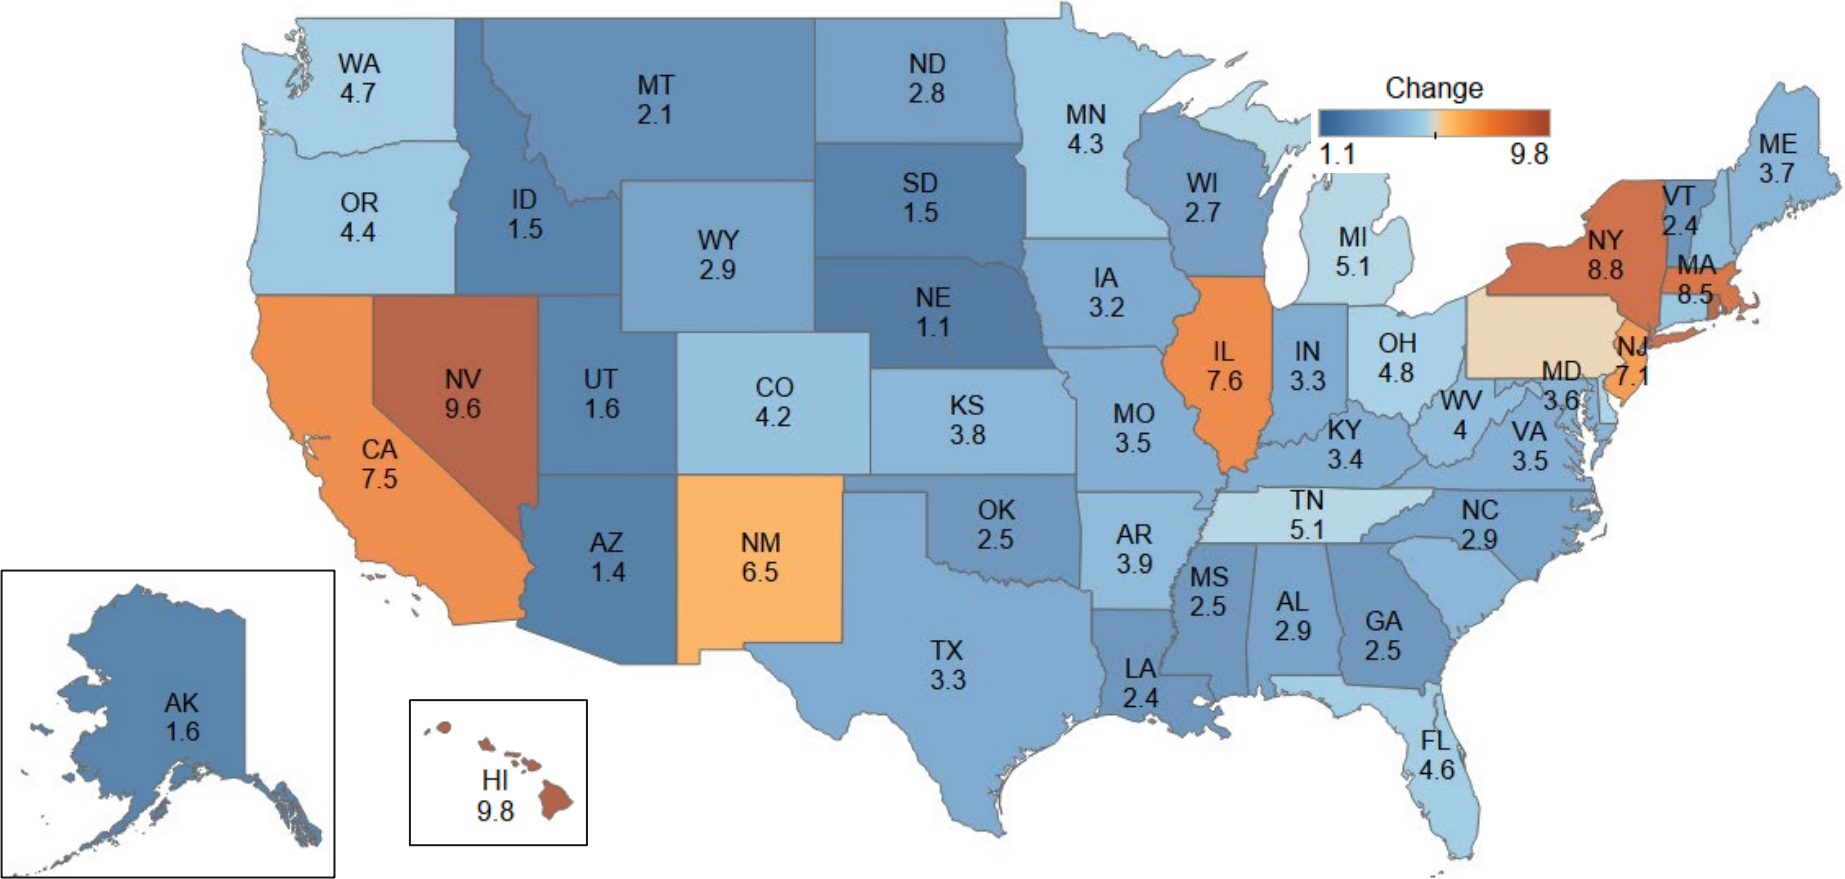 WA
4.7
MT
2.1
ND
2.8
MN
4.3
Change
1.1 9.8
ME
3.7
OR
4.4
ID
1.5
SD
1.5
WI
2.7
VT
2.4
WY
2.9
MI
5.1
NY
8.8
MA
8.5
NE
1.1
IA
3.2
NV
9.6
UT
1.6
CO
4.2
KS
3.8
MO
3.5
IL
7.6
IN
3.3
OH
4.8
NJ
7.1
MD
3.6
WV
4
VA
3.5
KY
3.4
CA
7.5
AZ
1.4
NM
6.5
OK
2.5
AR
3.9
TN
5.1
NC
2.9
MS
2.5
AL
2.9
GA
2.5
TX
3.3
LA
2.4
FL
4.6
AK
1.6
HI
9.8